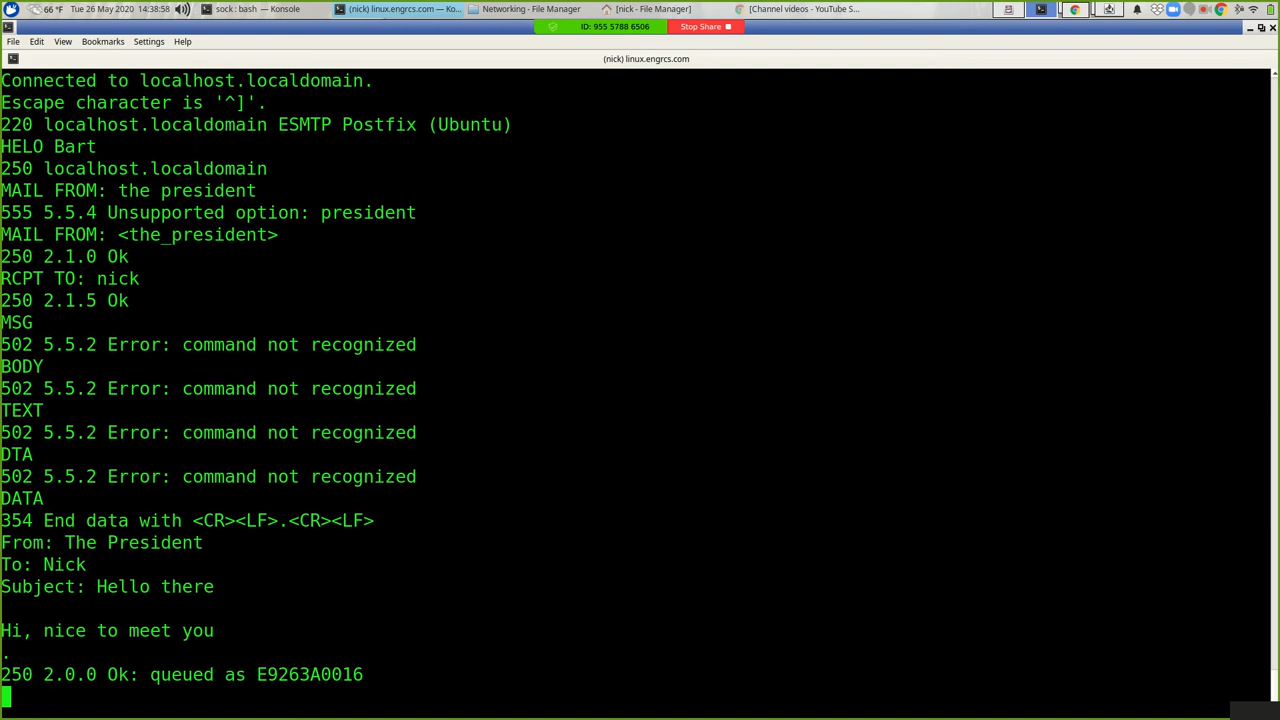 66 °F Tue 26 May 2020 14:38:58 sock : bash — Konsole (nick) linux.engrcs.com — Ko... Networking - File Manager [nick - File Manager] [Channel videos - YouTube S...
ID: 955 5788 6506 Stop Share
File Edit View Bookmarks Settings Help
(nick) linux.engrcs.com
Connected to localhost.localdomain.
Escape character is '^]'.
220 localhost.localdomain ESMTP Postfix (Ubuntu)
HELO Bart
250 localhost.localdomain
MAIL FROM: the president
555 5.5.4 Unsupported option: president
MAIL FROM: <the_president>
250 2.1.0 Ok
RCPT TO: nick
250 2.1.5 Ok
MSG
502 5.5.2 Error: command not recognized
BODY
502 5.5.2 Error: command not recognized
TEXT
502 5.5.2 Error: command not recognized
DTA
502 5.5.2 Error: command not recognized
DATA
354 End data with <CR><LF>.<CR><LF>
From: The President
To: Nick
Subject: Hello there
Hi, nice to meet you
.
250 2.0.0 Ok: queued as E9263A0016